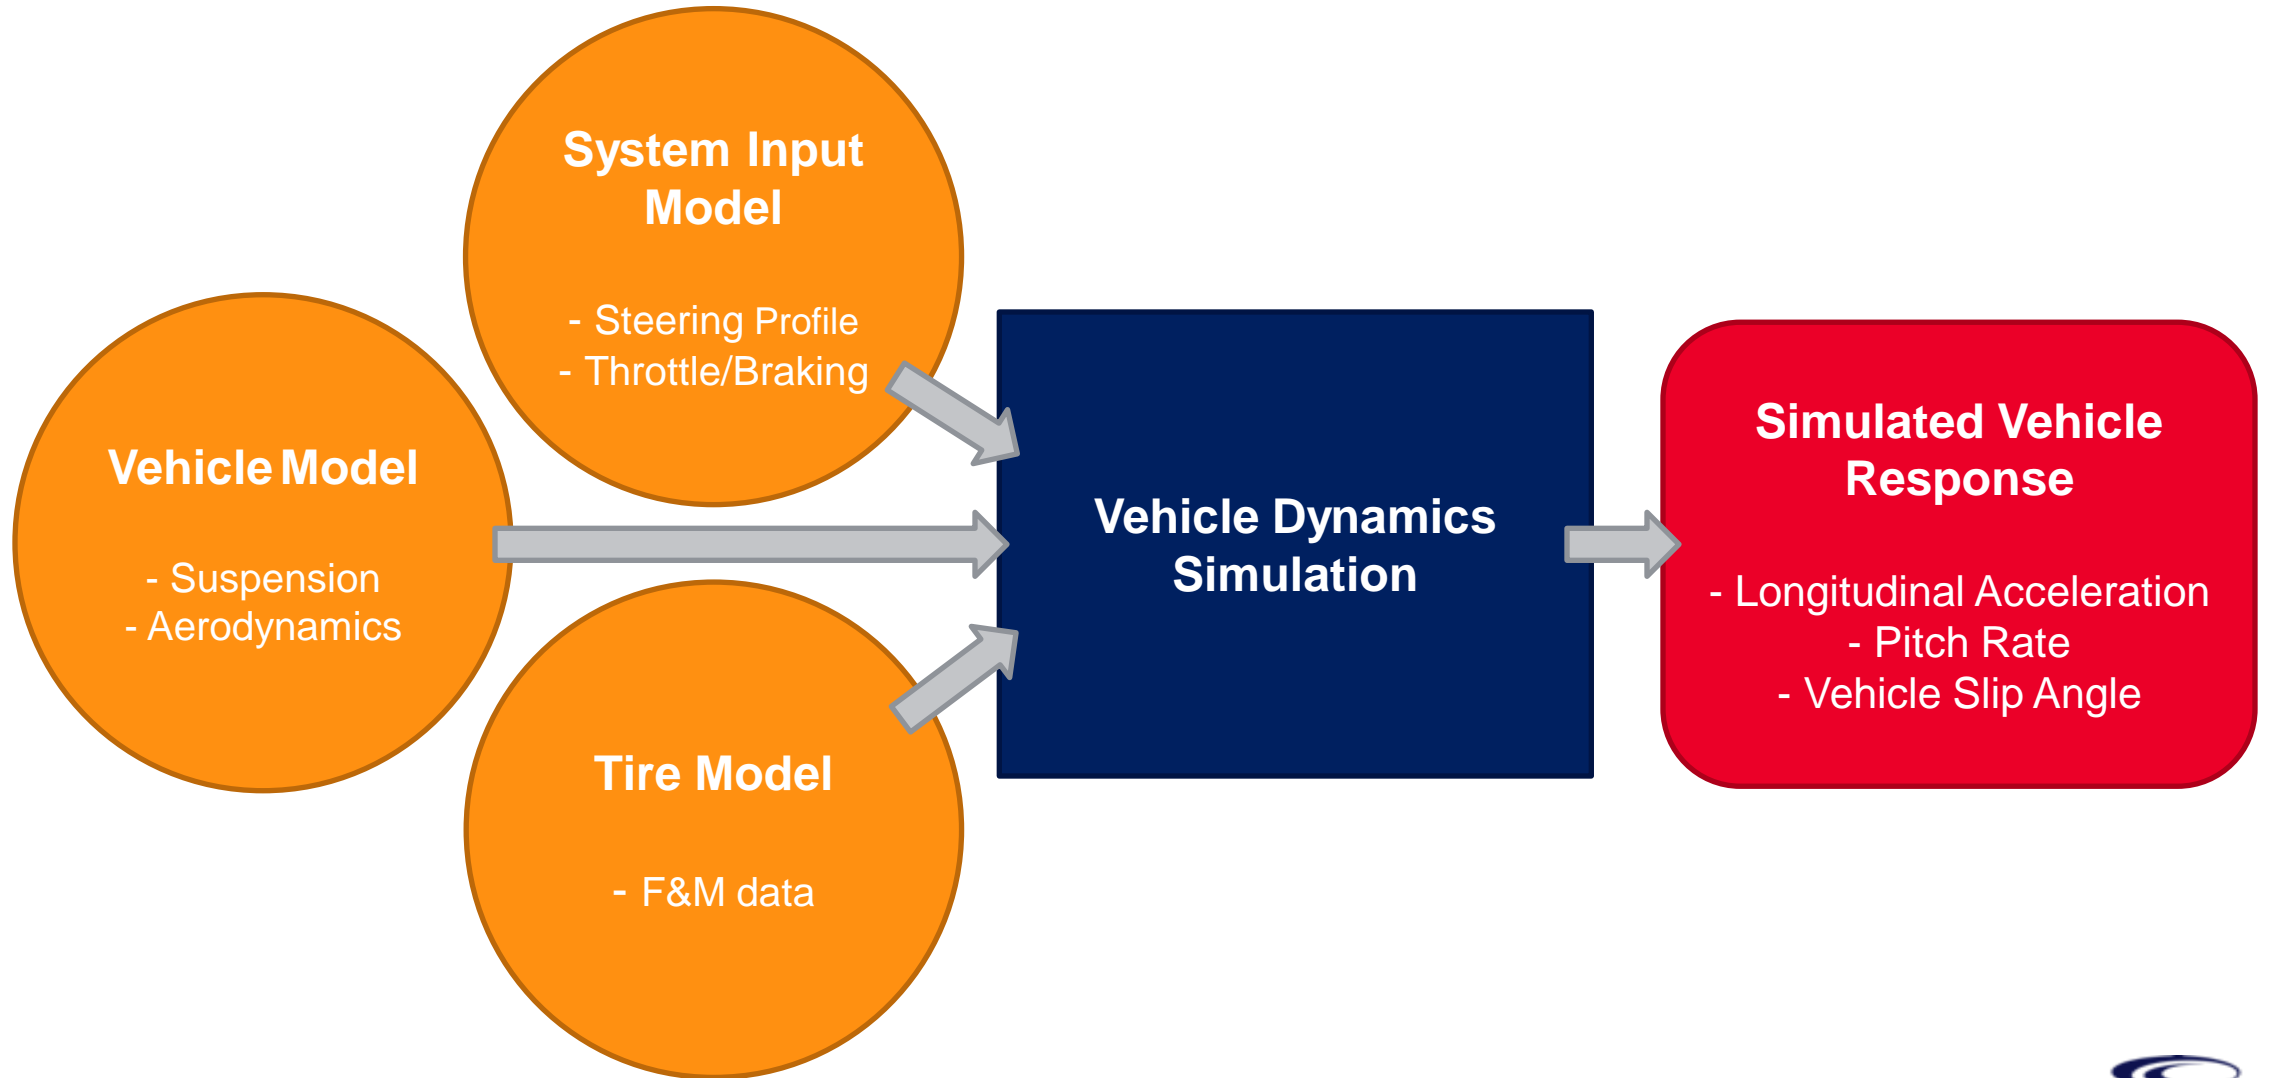 System Input
Model
- Steering Profile
- Throttle/Braking
Vehicle Model
- Suspension
- Aerodynamics
Tire Model
- F&M data
Vehicle Dynamics
Simulation
Simulated Vehicle
Response
- Longitudinal Acceleration
- Pitch Rate
- Vehicle Slip Angle